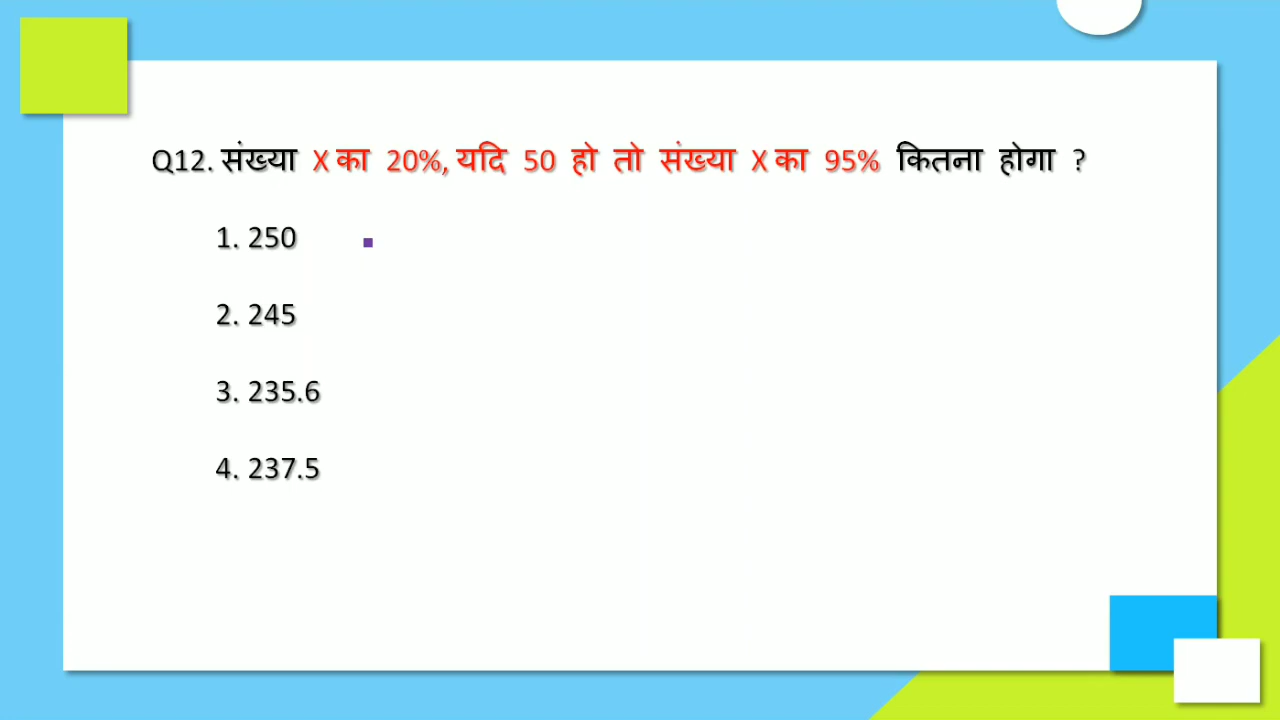 Q12. संख्या X का 20%, यदि 50 हो तो संख्या X का 95% कितना होगा ?
1. 250
2. 245
3. 235.6
4. 237.5